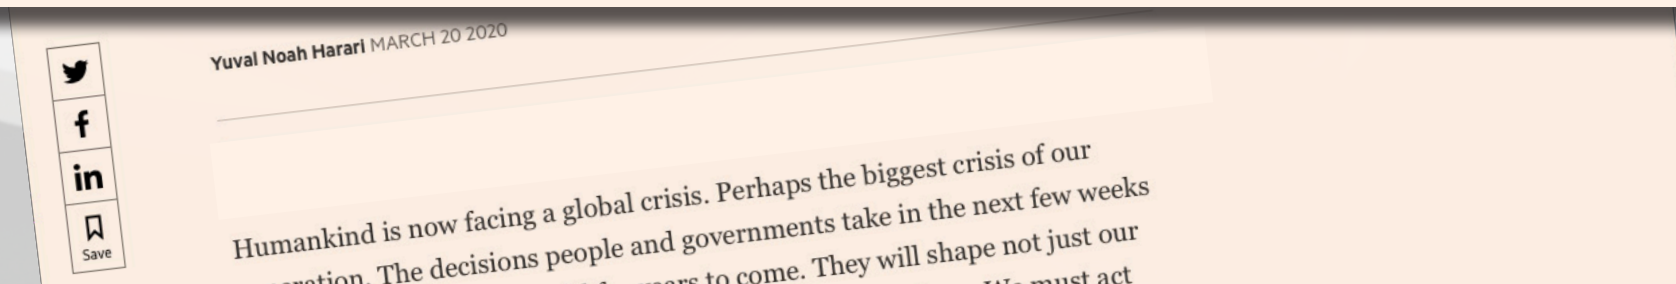 Yuval Noah Harari MARCH 20 2020
Save
Humankind is now facing a global crisis. Perhaps the biggest crisis of our
The decisions people and governments take in the next few weeks
to come. They will shape not just our
must act